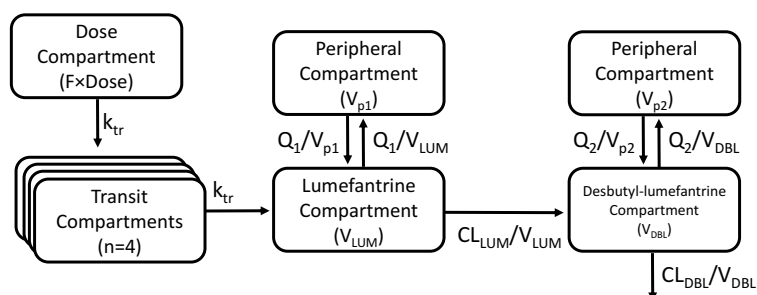 Dose
Compartment
(F×Dose)
k_tr
Transit
Compartments
(n=4)
k_tr
Peripheral
Compartment
(V_p1)
Q_1/V_p1
Q_1/V_LUM
Lumefantrine
Compartment
(V_LUM)
CL_LUM/V_LUM
Peripheral
Compartment
(V_p2)
Q_2/V_p2
Q_2/V_DBL
Desbutyl-lumefantrine
Compartment
(V_DBL)
CL_DBL/V_DBL